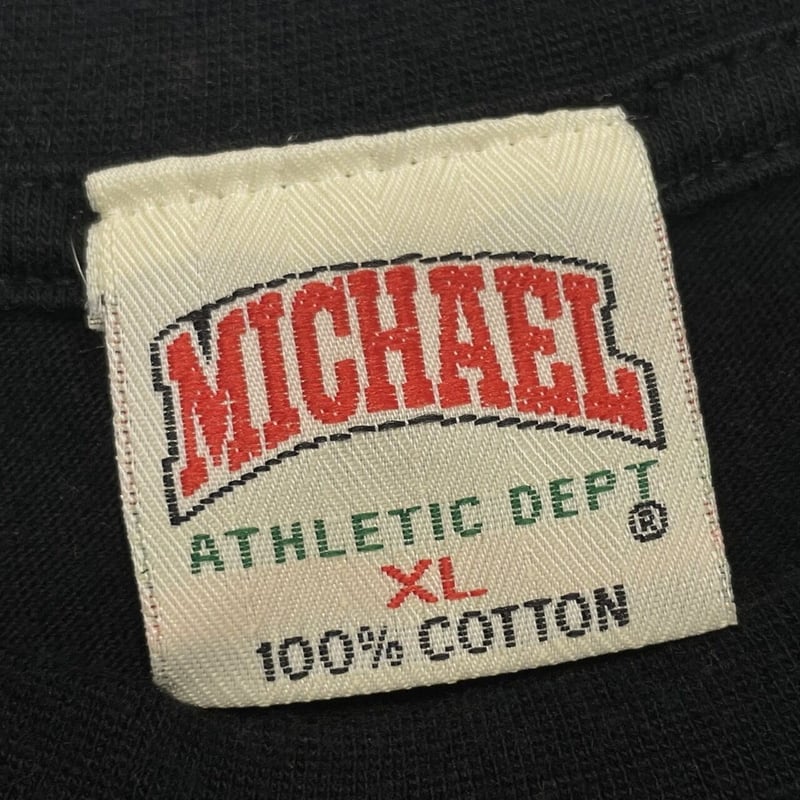 MICHAEL
ATHLETIC DEPT ®
XL
100% COTTON